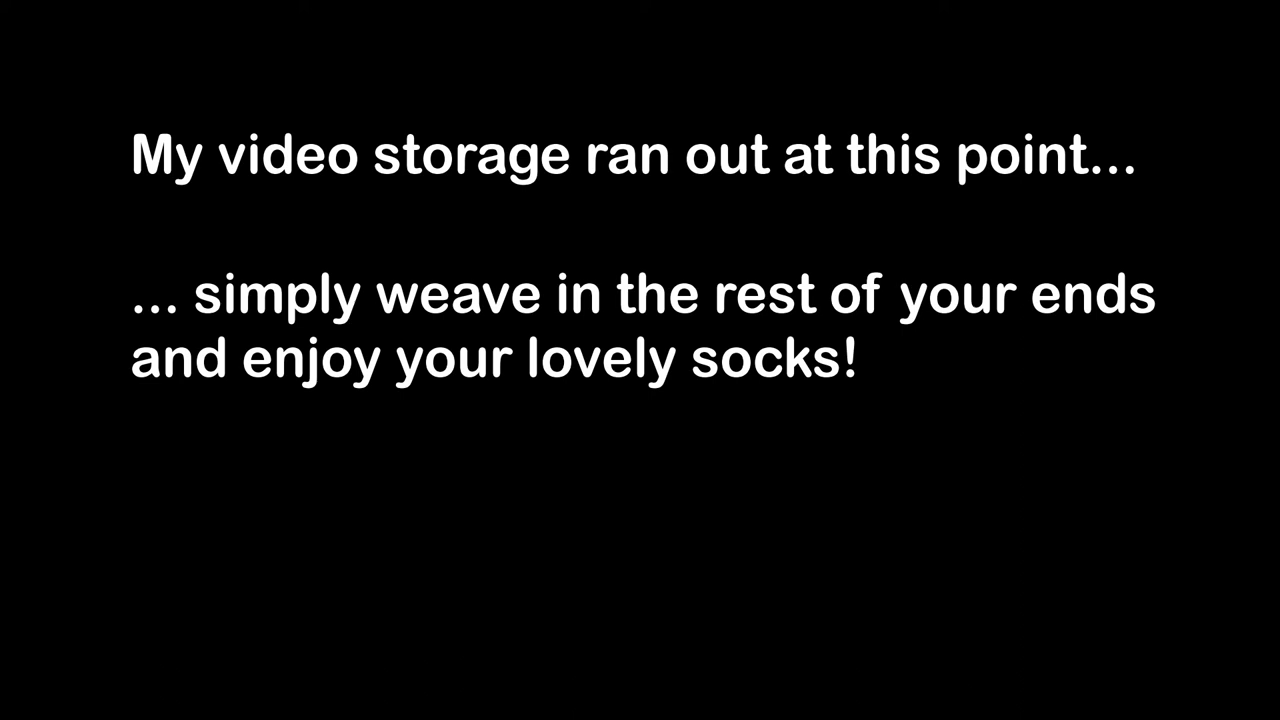 My video storage ran out at this point...
... simply weave in the rest of your ends
and enjoy your lovely socks!